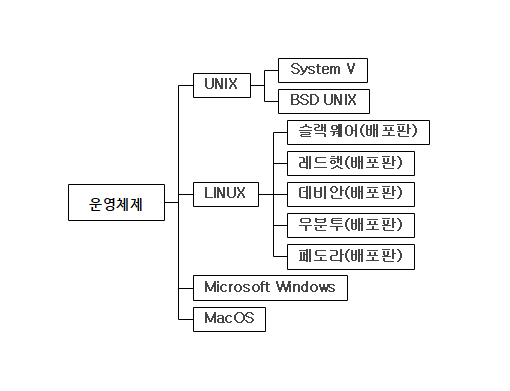 운영체제
UNIX
System V
BSD UNIX
LINUX
슬랙웨어(배포판)
레드햇(배포판)
데비안(배포판)
우분투(배포판)
페도라(배포판)
Microsoft Windows
MacOS